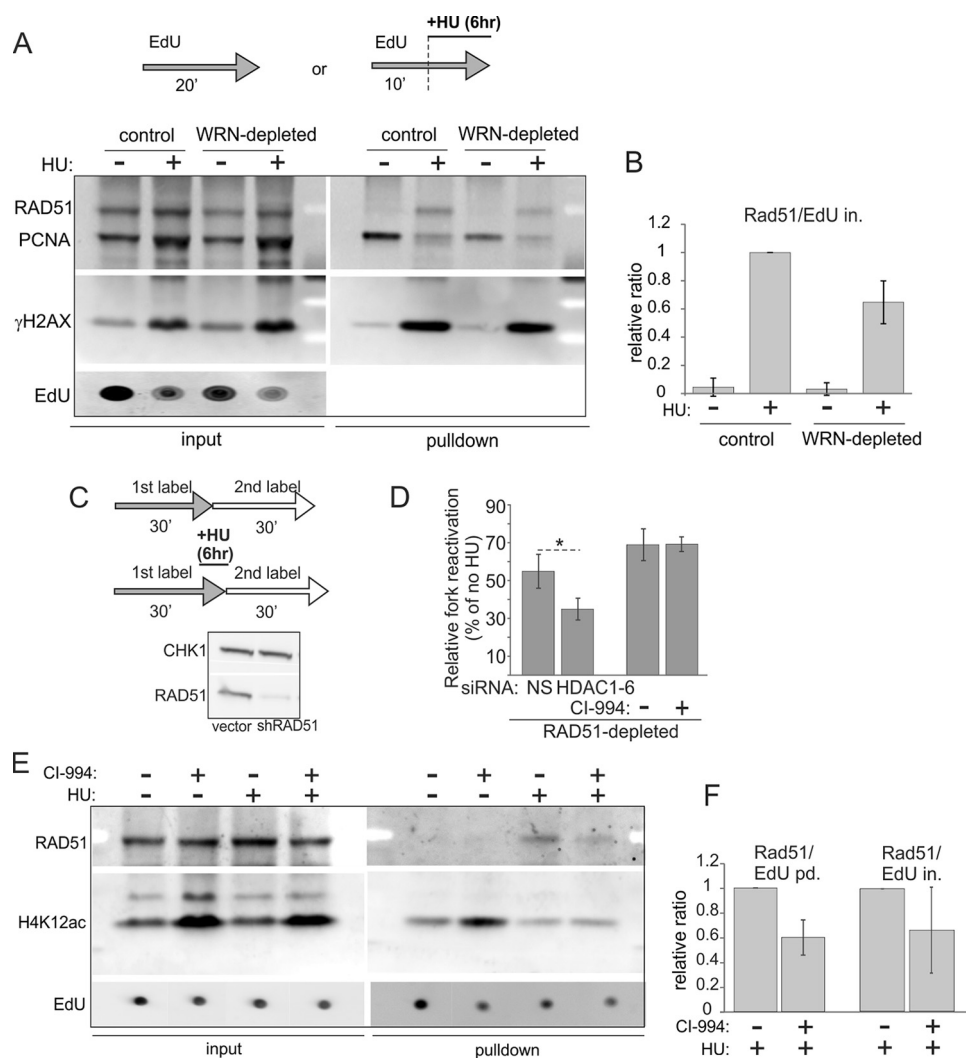 A
EdU
20'
or
+HU (6hr)
EdU
10'
control WRN-depleted control WRN-depleted
HU: - + - + - + - +
RAD51
PCNA
γH2AX
EdU
input pulldown
B
Rad51/EdU in.
relative ratio
1.2
1
0.8
0.6
0.4
0.2
0
HU: - + - +
control WRN-depleted
C
1st label 2nd label
30' 30'
+HU
(6hr)
1st label 2nd label
30' 30'
CHK1
RAD51
vector shRAD51
D
Relative fork reactivation
(% of no HU)
90
70
50
30
10
*
siRNA: NS HDAC1-6
CI-994: - +
RAD51-depleted
E
CI-994: - + - + - + - +
HU: - - + + - - + +
RAD51
H4K12ac
EdU
input pulldown
F
Rad51/ Rad51/
EdU pd. EdU in.
relative ratio
1.2
1
0.8
0.6
0.4
0.2
0
CI-994: - + - +
HU: + + + +